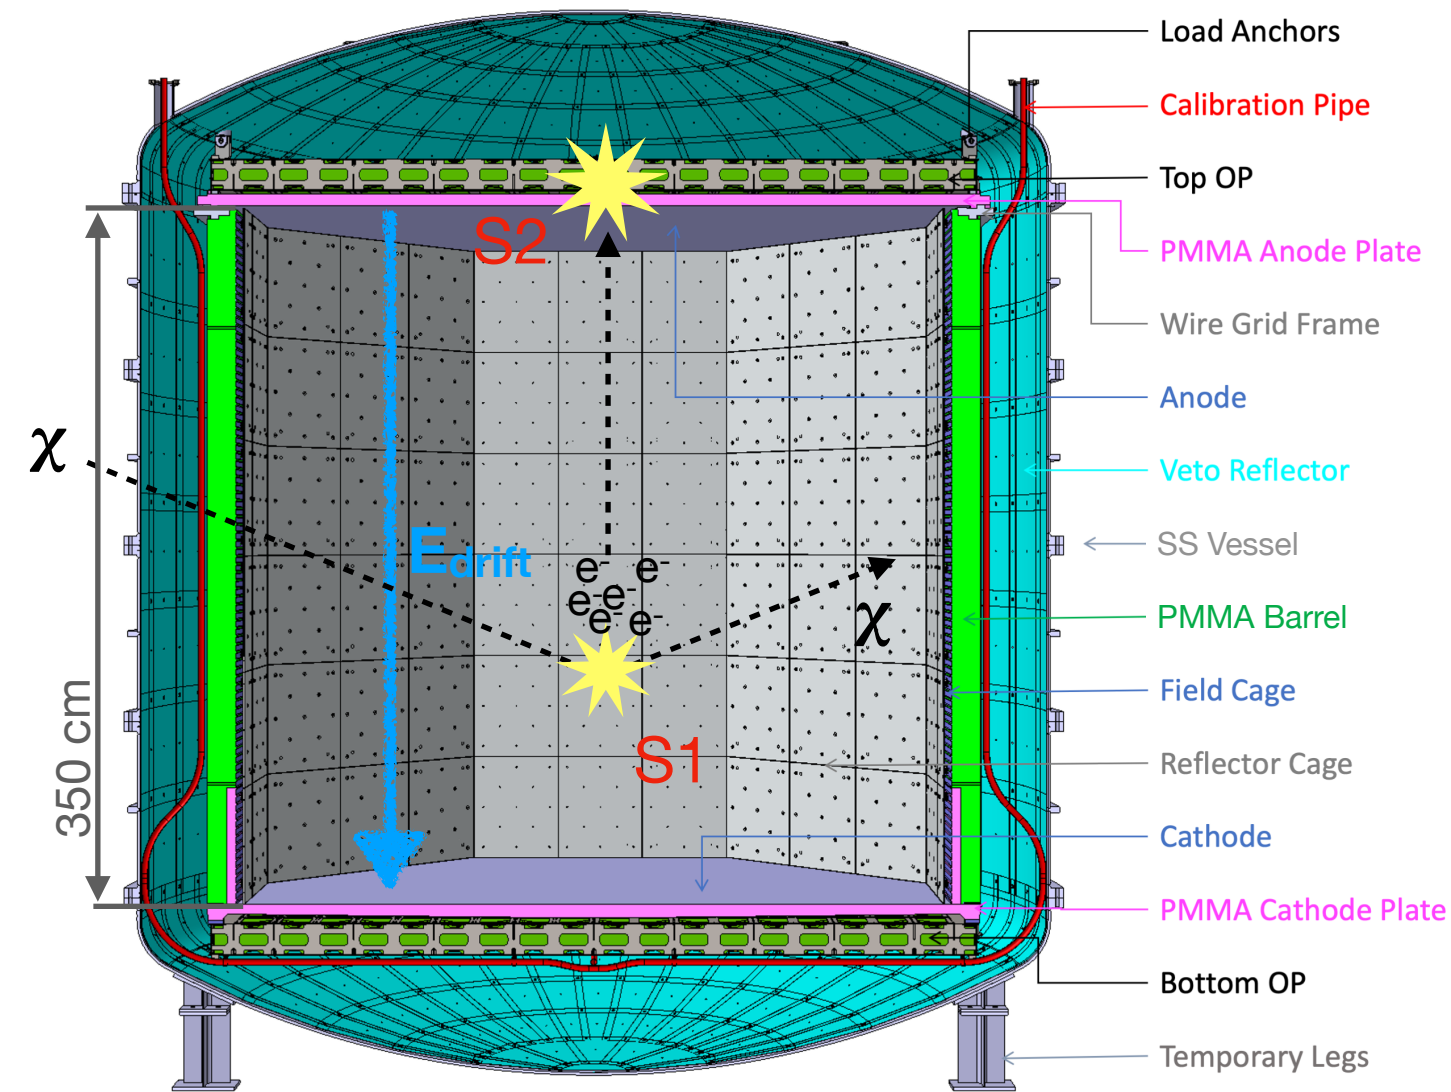 Load Anchors
Calibration Pipe
Top OP
S2
PMMA Anode Plate
Wire Grid Frame
Anode
χ
Veto Reflector
Edrift
SS Vessel
e- e-
e- e-
e- e-
χ
PMMA Barrel
Field Cage
350 cm
S1
Reflector Cage
Cathode
PMMA Cathode Plate
Bottom OP
Temporary Legs